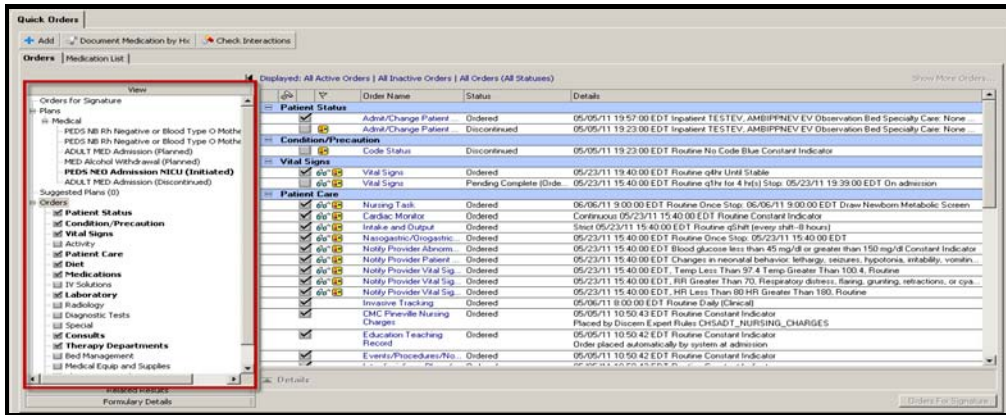 Quick Orders
Add Document Medication by Hx Check Interactions
Orders Medication List
Displayed: All Active Orders | All Inactive Orders | All Orders (All Statuses) Show More Orders...
View
Orders for Signature
Plans
Medical
PEDS NB Rh Negative or Blood Type O Mothe
PEDS NB Rh Negative or Blood Type O Mothe
ADULT MED Admission (Planned)
MED Alcohol Withdrawal (Planned)
PEDS NEO Admission NICU (Initiated)
ADULT MED Admission (Discontinued)
Suggested Plans (0)
Orders
Patient Status
Condition/Precaution
Vital Signs
Activity
Patient Care
Diet
Medications
IV Solutions
Laboratory
Radiology
Diagnostic Tests
Special
Consults
Therapy Departments
Bed Management
Medical Equip and Supplies
Related Results
Formulary Details
Order Name Status Details
Patient Status
Admit/Change Patient ... Ordered 05/05/11 19:57:00 EDT Inpatient TESTEV, AMBIPPNEV EV Observation Bed Specialty Care: None ...
Admit/Change Patient ... Discontinued 05/05/11 19:23:00 EDT Inpatient TESTEV, AMBIPPNEV EV Observation Bed Specialty Care: None ...
Condition/Precaution
Code Status Discontinued 05/05/11 19:23:00 EDT Routine No Code Blue Constant Indicator
Vital Signs
Vital Signs Ordered 05/23/11 19:40:00 EDT Routine q4hr Until Stable
Vital Signs Pending Complete (Orde... 05/23/11 15:40:00 EDT Routine q1hr for 4 hr(s) Stop: 05/23/11 19:39:00 EDT On admission
Patient Care
Nursing Task Ordered 06/06/11 9:00:00 EDT Routine Once Stop: 06/06/11 9:00:00 EDT Draw Newborn Metabolic Screen
Cardiac Monitor Ordered Continuous 05/23/11 15:40:00 EDT Routine Constant Indicator
Intake and Output Ordered Strict 05/23/11 15:40:00 EDT Routine qShift (every shift-8 hours)
Nasogastric/Orogastric... Ordered 05/23/11 15:40:00 EDT Routine Once Stop: 05/23/11 15:40:00 EDT
Notify Provider Abnorm... Ordered 05/23/11 15:40:00 EDT Blood glucose less than 45 mg/dl or greater than 150 mg/dl Constant Indicator
Notify Provider Patient ... Ordered 05/23/11 15:40:00 EDT Changes in neonatal behavior: lethargy, seizures, hypotonia, irritability, vomitin...
Notify Provider Vital Sig... Ordered 05/23/11 15:40:00 EDT, Temp Less Than 97.4 Temp Greater Than 100.4, Routine
Notify Provider Vital Sig... Ordered 05/23/11 15:40:00 EDT, RR Greater Than 70, Respiratory distress, flaring, grunting, retractions, or cya...
Notify Provider Vital Sig... Ordered 05/23/11 15:40:00 EDT, HR Less Than 80 HR Greater Than 180, Routine
Invasive Tracking Ordered 05/06/11 8:00:00 EDT Routine Daily (Clinical)
CMC Pineville Nursing Charges Ordered 05/05/11 10:50:43 EDT Routine Constant Indicator
Placed by Discern Expert Rules CHSADT_NURSING_CHARGES
Education Teaching Record Ordered 05/05/11 10:50:42 EDT Routine Constant Indicator
Order placed automatically by system at admission
Events/Procedures/No... Ordered 05/05/11 10:50:42 EDT Routine Constant Indicator
Details
Orders For Signature